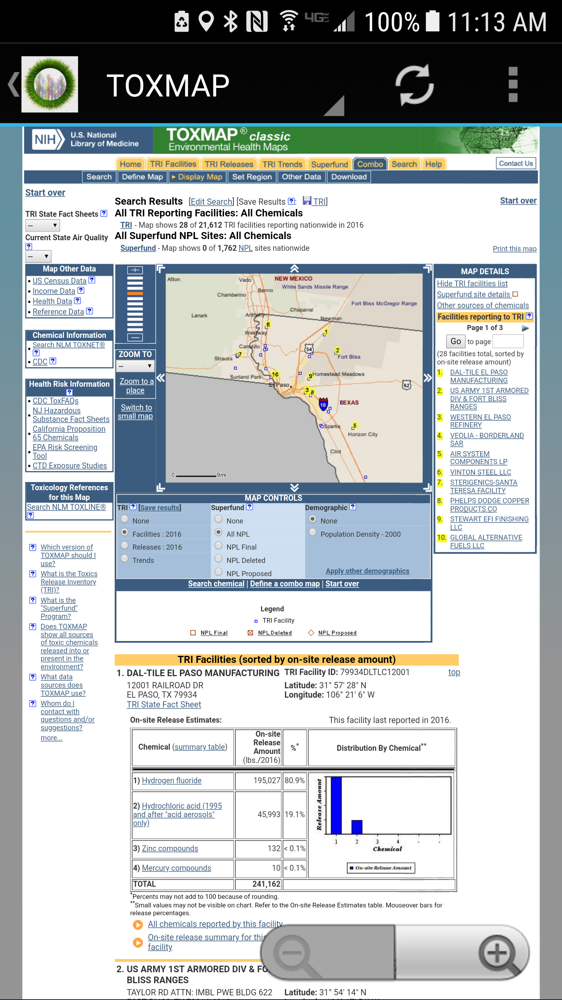 4G LTE 100% 11:13 AM
TOXMAP
NIH U.S. National
Library of Medicine
TOXMAP® classic
Environmental Health Maps
Home TRI Facilities TRI Releases TRI Trends Superfund Combo Search Help Contact Us
Search Define Map Display Map Set Region Other Data Download
Start over
TRI State Fact Sheets ?
--
Current State Air Quality
?
--
Map Other Data
US Census Data ?
Income Data ?
Health Data ?
Reference Data ?
Chemical Information
Search NLM TOXNET®
?
CDC ?
Health Risk Information
?
CDC ToxFAQs
NJ Hazardous
Substance Fact Sheets
California Proposition
65 Chemicals
EPA Risk Screening
Tool
CTD Exposure Studies
Toxicology References
for this Map
Search NLM TOXLINE®
?
? Which version of
TOXMAP should I
use?
? What is the Toxics
Release Inventory
(TRI)?
? What is the
"Superfund"
Program?
? Does TOXMAP
show all sources
of toxic chemicals
released into or
present in the
environment?
? What data
sources does
TOXMAP use?
? Whom do I
contact with
questions and/or
suggestions?
more...
Search Results [Edit Search] [Save Results ?: TRI]
Start over
All TRI Reporting Facilities: All Chemicals
TRI - Map shows 28 of 21,612 TRI facilities reporting nationwide in 2016
All Superfund NPL Sites: All Chemicals
Superfund - Map shows 0 of 1,762 NPL sites nationwide
Print this map
ZOOM TO
--
Zoom to a
place
Switch to
small map
Afton
Vado
NEW MEXICO
White Sands Missile Range
Berino
Chamberino
Fort Bliss McGregor Range
Chaparral
Lanark
Anthony
Newman
6
Westway
1
Canutillo
54
2
7
Strauss
Fort Bliss
10
9
Homestead Meadows
Sunland Park
El Paso
62
3
8
10
TEXAS
Sparks
5
Horizon City
Clint
0 9mi
MAP DETAILS
Hide TRI facilities list
Superfund site details
Other sources of chemicals
Facilities reporting to TRI ?
Page 1 of 3
Go to page
(28 facilities total, sorted by
on-site release amount)
1. DAL-TILE EL PASO
MANUFACTURING
2. US ARMY 1ST ARMORED
DIV & FORT BLISS
RANGES
3. WESTERN EL PASO
REFINERY
4. VEOLIA - BORDERLAND
SAR
5. AIR SYSTEM
COMPONENTS LP
6. VINTON STEEL LLC
7. STERIGENICS-SANTA
TERESA FACILITY
8. PHELPS DODGE COPPER
PRODUCTS CO
9. STEWART EFI FINISHING
LLC
10. GLOBAL ALTERNATIVE
FUELS LLC
MAP CONTROLS
TRI ? [Save results] Superfund ? Demographic ?
None None None
Facilities : 2016 All NPL Population Density - 2000
Releases : 2016 NPL Final
Trends NPL Deleted
NPL Proposed Apply other demographics
Search chemical | Define a combo map | Start over
Legend
TRI Facility
NPL Final NPL Deleted NPL Proposed
TRI Facilities (sorted by on-site release amount)
1. DAL-TILE EL PASO MANUFACTURING TRI Facility ID: 79934DLTLC12001 top
12001 RAILROAD DR Latitude: 31° 57' 28" N
EL PASO, TX 79934 Longitude: 106° 21' 6" W
TRI State Fact Sheet
On-site Release Estimates: This facility last reported in 2016.
Chemical (summary table)
On-site
Release
Amount
(lbs./2016)
%*
Distribution By Chemical**
1) Hydrogen fluoride 195,027 80.9%
2) Hydrochloric acid (1995
and after "acid aerosols"
only)
45,993 19.1%
3) Zinc compounds 132 < 0.1%
4) Mercury compounds 10 < 0.1%
TOTAL 241,162
Release Amount
1 2 3 4 - -
Chemical
On-site Release Amount
*Percents may not add to 100 because of rounding.
**Small values may not be visible on chart. Refer to the On-site Release Estimates table. Mouseover bars for
release percentages.
All chemicals reported by this facility
On-site release summary for this
facility
2. US ARMY 1ST ARMORED DIV & FO
BLISS RANGES
TAYLOR RD ATTN: IMBL PWE BLDG 622 Latitude: 31° 54' 14" N